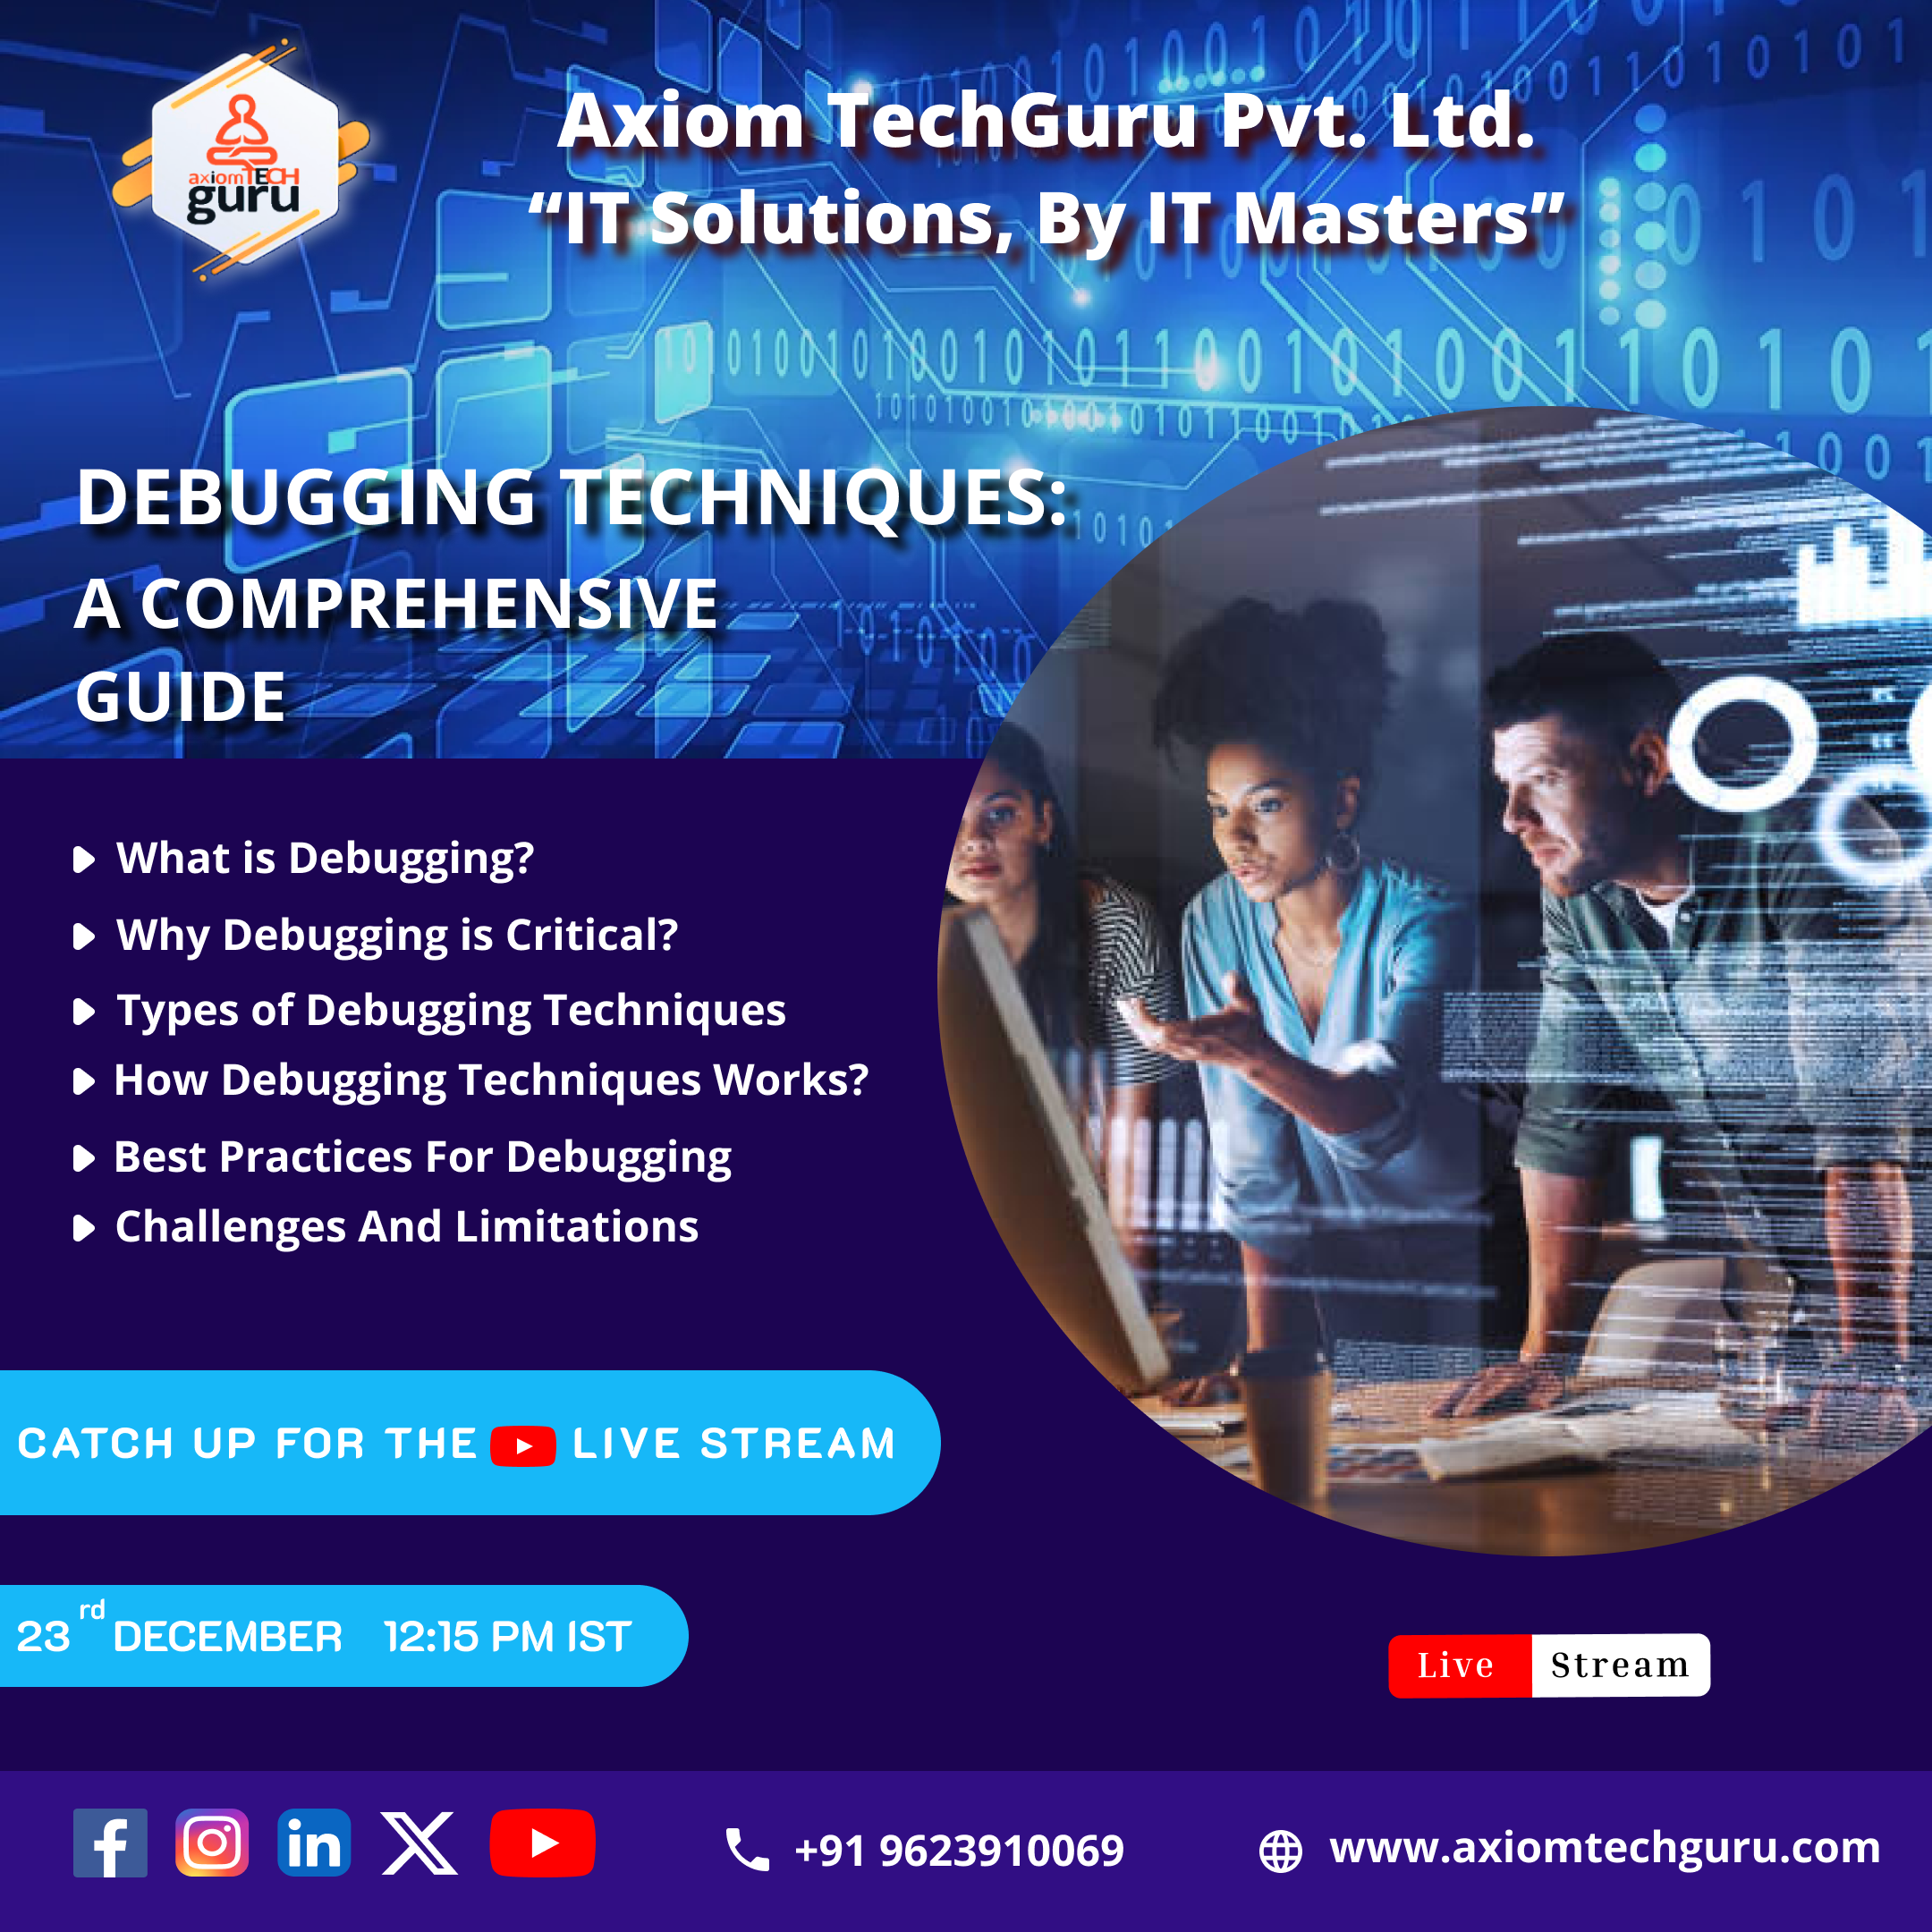 axiomTECH
guru
Axiom TechGuru Pvt. Ltd.
“IT Solutions, By IT Masters”
DEBUGGING TECHNIQUES:
A COMPREHENSIVE
GUIDE
What is Debugging?
Why Debugging is Critical?
Types of Debugging Techniques
How Debugging Techniques Works?
Best Practices For Debugging
Challenges And Limitations
CATCH UP FOR THE LIVE STREAM
23rd DECEMBER 12:15 PM IST
Live Stream
+91 9623910069
www.axiomtechguru.com